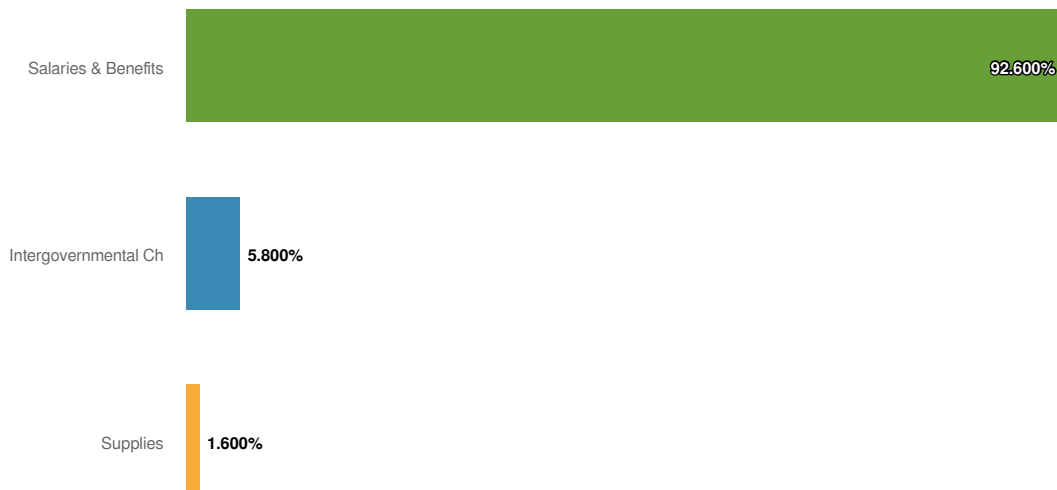 Salaries & Benefits
92.600%
Intergovernmental Ch
5.800%
Supplies
1.600%